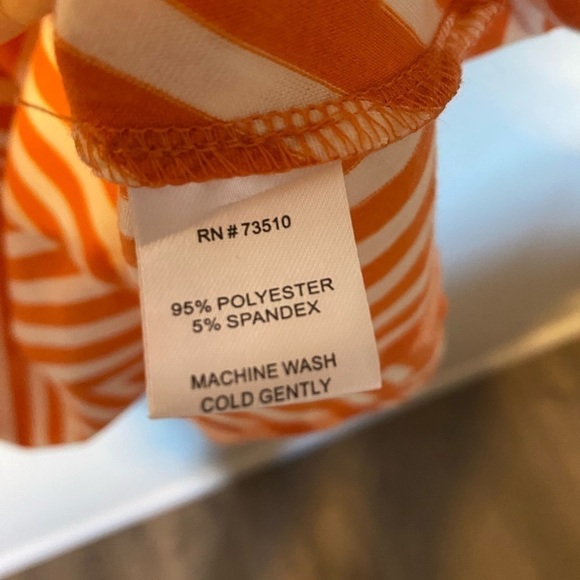 RN # 73510
95% POLYESTER
5% SPANDEX
MACHINE WASH
COLD GENTLY